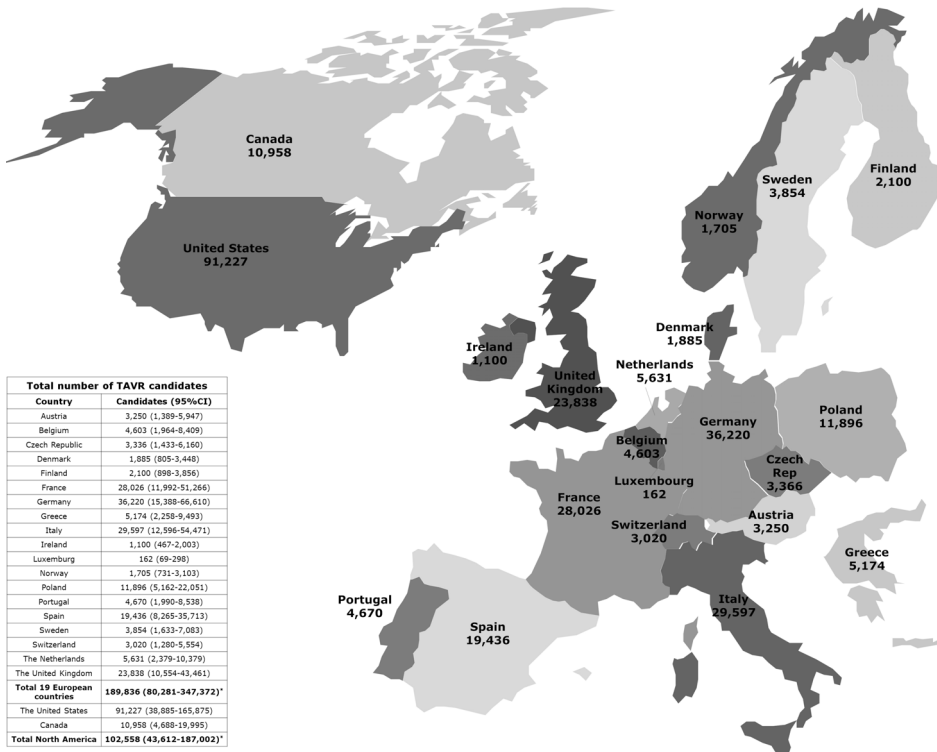 Canada
10,958
United States
91,227
Sweden
3,854
Finland
2,100
Norway
1,705
Denmark
1,885
Ireland
1,100
Netherlands
5,631
United
Kingdom
23,838
Germany
36,220
Poland
11,896
Belgium
4,603
Czech
Rep
3,366
Luxembourg
162
France
28,026
Austria
3,250
Switzerland
3,020
Greece
5,174
Portugal
4,670
Italy
29,597
Spain
19,436
Total number of TAVR candidates
Country Candidates (95%CI)
Austria 3,250 (1,389-5,947)
Belgium 4,603 (1,964-8,409)
Czech Republic 3,336 (1,433-6,160)
Denmark 1,885 (805-3,448)
Finland 2,100 (898-3,856)
France 28,026 (11,992-51,266)
Germany 36,220 (15,388-66,610)
Greece 5,174 (2,258-9,493)
Italy 29,597 (12,596-54,471)
Ireland 1,100 (467-2,003)
Luxemburg 162 (69-298)
Norway 1,705 (731-3,103)
Poland 11,896 (5,162-22,051)
Portugal 4,670 (1,990-8,538)
Spain 19,436 (8,265-35,713)
Sweden 3,854 (1,633-7,083)
Switzerland 3,020 (1,280-5,554)
The Netherlands 5,631 (2,379-10,379)
The United Kingdom 23,838 (10,554-43,461)
Total 19 European
countries 189,836 (80,281-347,372)*
The United States 91,227 (38,885-165,875)
Canada 10,958 (4,688-19,995)
Total North America 102,558 (43,612-187,002)*